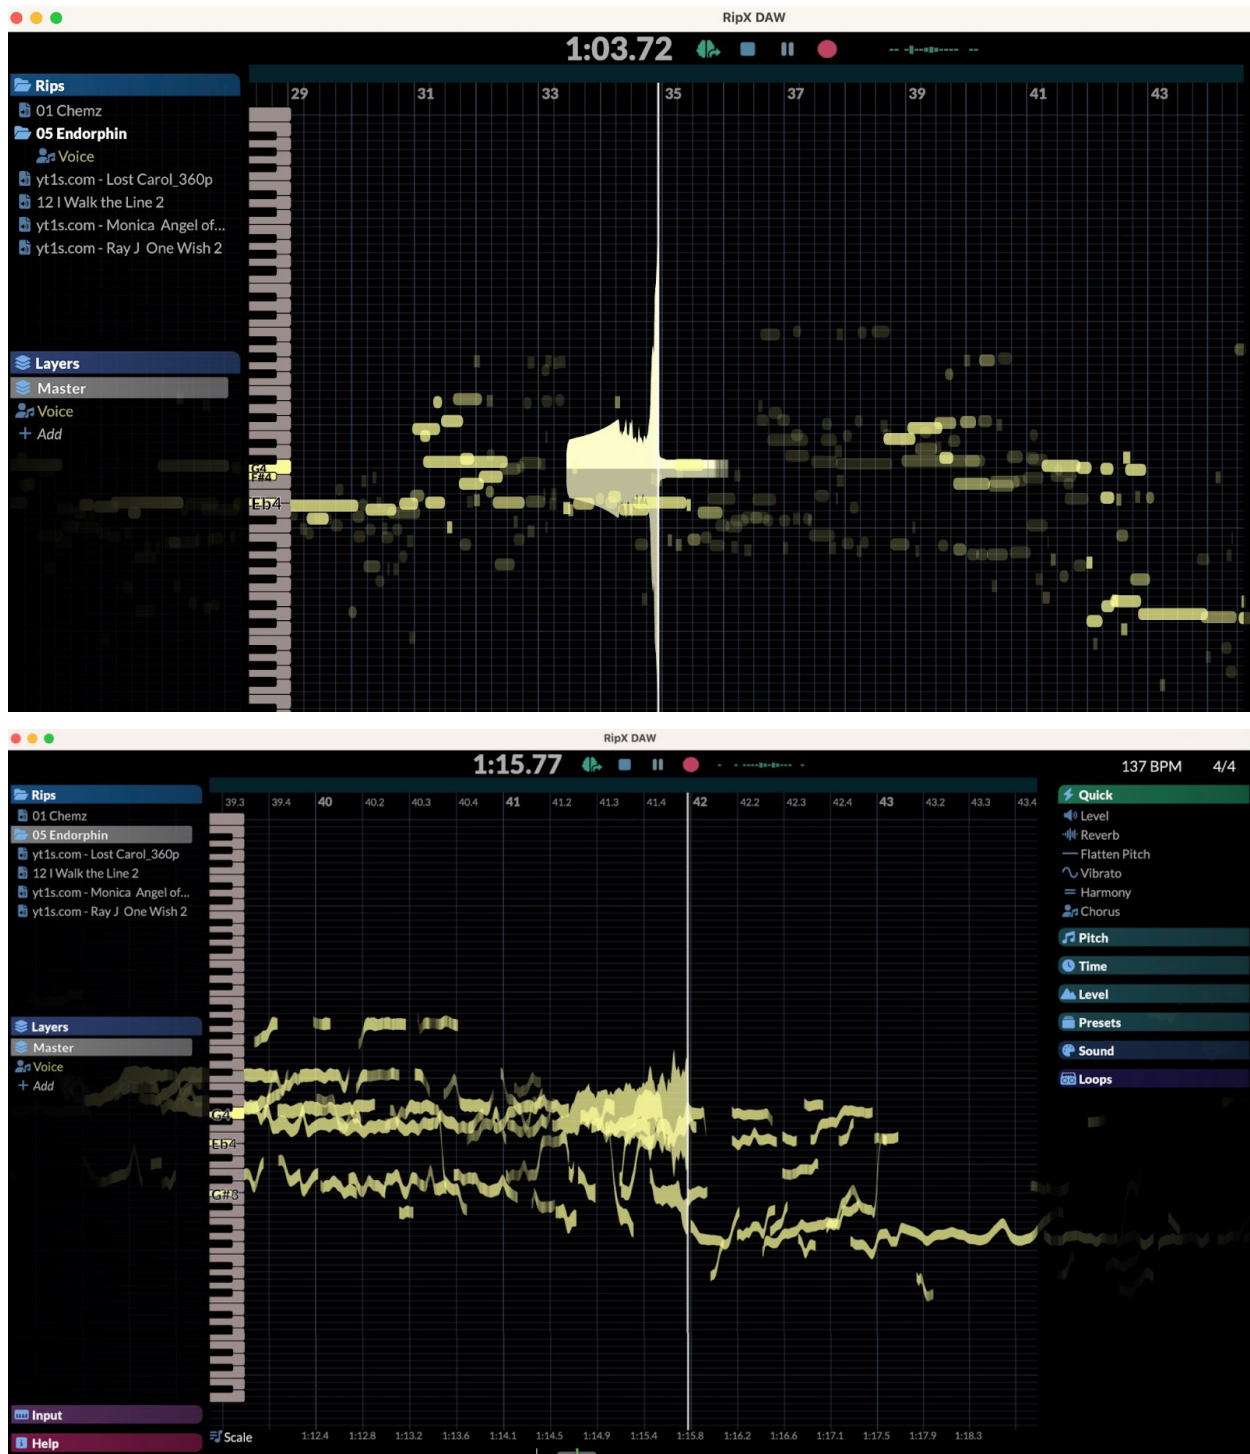 RipX DAW
1:03.72
Rips
01 Chemz
05 Endorphin
Voice
yt1s.com - Lost Carol_360p
12 I Walk the Line 2
yt1s.com - Monica Angel of...
yt1s.com - Ray J One Wish 2
Layers
Master
Voice
+ Add
29 31 33 35 37 39 41 43
G4
F#4
Eb4
RipX DAW
1:15.77
137 BPM 4/4
Rips
01 Chemz
05 Endorphin
yt1s.com - Lost Carol_360p
12 I Walk the Line 2
yt1s.com - Monica Angel of...
yt1s.com - Ray J One Wish 2
Layers
Master
Voice
+ Add
Input
Help
39.3 39.4 40 40.2 40.3 40.4 41 41.2 41.3 41.4 42 42.2 42.3 42.4 43 43.2 43.3 43.4
G4
Eb4
G#3
Scale
1:12.4 1:12.8 1:13.2 1:13.6 1:14.1 1:14.5 1:14.9 1:15.4 1:15.8 1:16.2 1:16.6 1:17.1 1:17.5 1:17.9 1:18.3
Quick
Level
Reverb
Flatten Pitch
Vibrato
Harmony
Chorus
Pitch
Time
Level
Presets
Sound
Loops